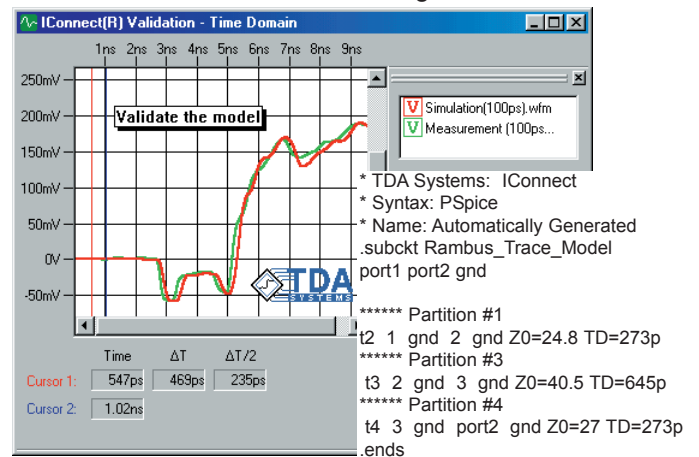 IConnect(R) Validation - Time Domain
1ns 2ns 3ns 4ns 5ns 6ns 7ns 8ns 9ns
250mV
200mV
150mV
100mV
50mV
0V
-50mV
Validate the model
V Simulation(100ps).wfm
V Measurement (100ps...
TDA
SYSTEMS
Time ΔT ΔT/2
Cursor 1: 547ps 469ps 235ps
Cursor 2: 1.02ns
* TDA Systems: IConnect
* Syntax: PSpice
* Name: Automatically Generated
.subckt Rambus_Trace_Model
port1 port2 gnd
****** Partition #1
t2 1 gnd 2 gnd Z0=24.8 TD=273p
****** Partition #3
t3 2 gnd 3 gnd Z0=40.5 TD=645p
****** Partition #4
t4 3 gnd port2 gnd Z0=27 TD=273p
.ends